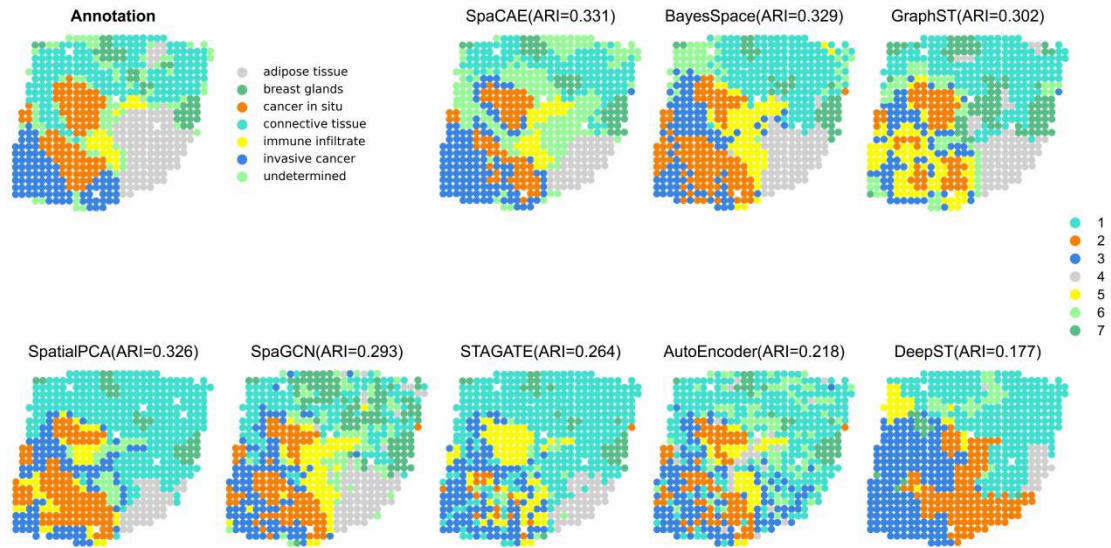 Annotation
adipose tissue
breast glands
cancer in situ
connective tissue
immune infiltrate
invasive cancer
undetermined
SpaCAE(ARI=0.331)
BayesSpace(ARI=0.329)
GraphST(ARI=0.302)
1
2
3
4
5
6
7
SpatialPCA(ARI=0.326)
SpaGCN(ARI=0.293)
STAGATE(ARI=0.264)
AutoEncoder(ARI=0.218)
DeepST(ARI=0.177)